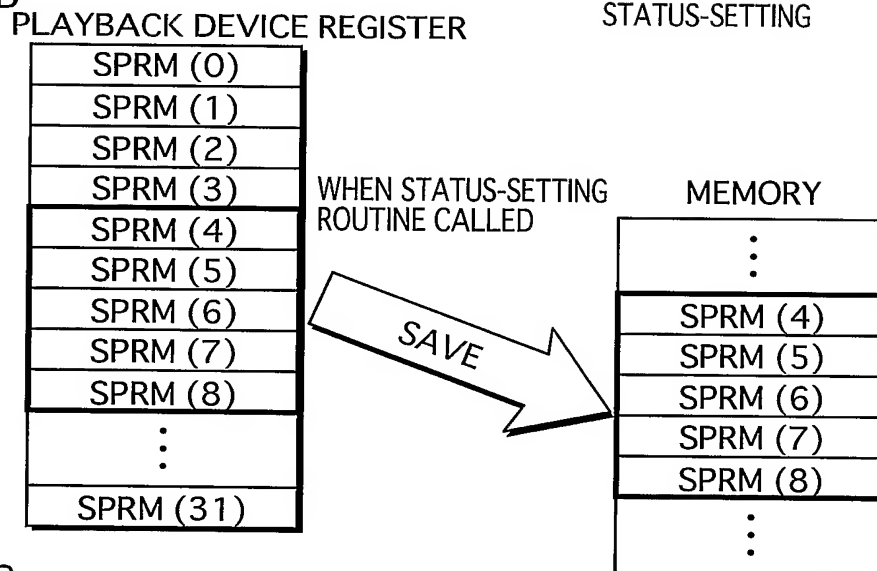 PLAYBACK DEVICE REGISTER
STATUS-SETTING
SPRM (0)
SPRM (1)
SPRM (2)
SPRM (3)
SPRM (4)
SPRM (5)
SPRM (6)
SPRM (7)
SPRM (8)
SPRM (31)
WHEN STATUS-SETTING
ROUTINE CALLED
SAVE
MEMORY
SPRM (4)
SPRM (5)
SPRM (6)
SPRM (7)
SPRM (8)